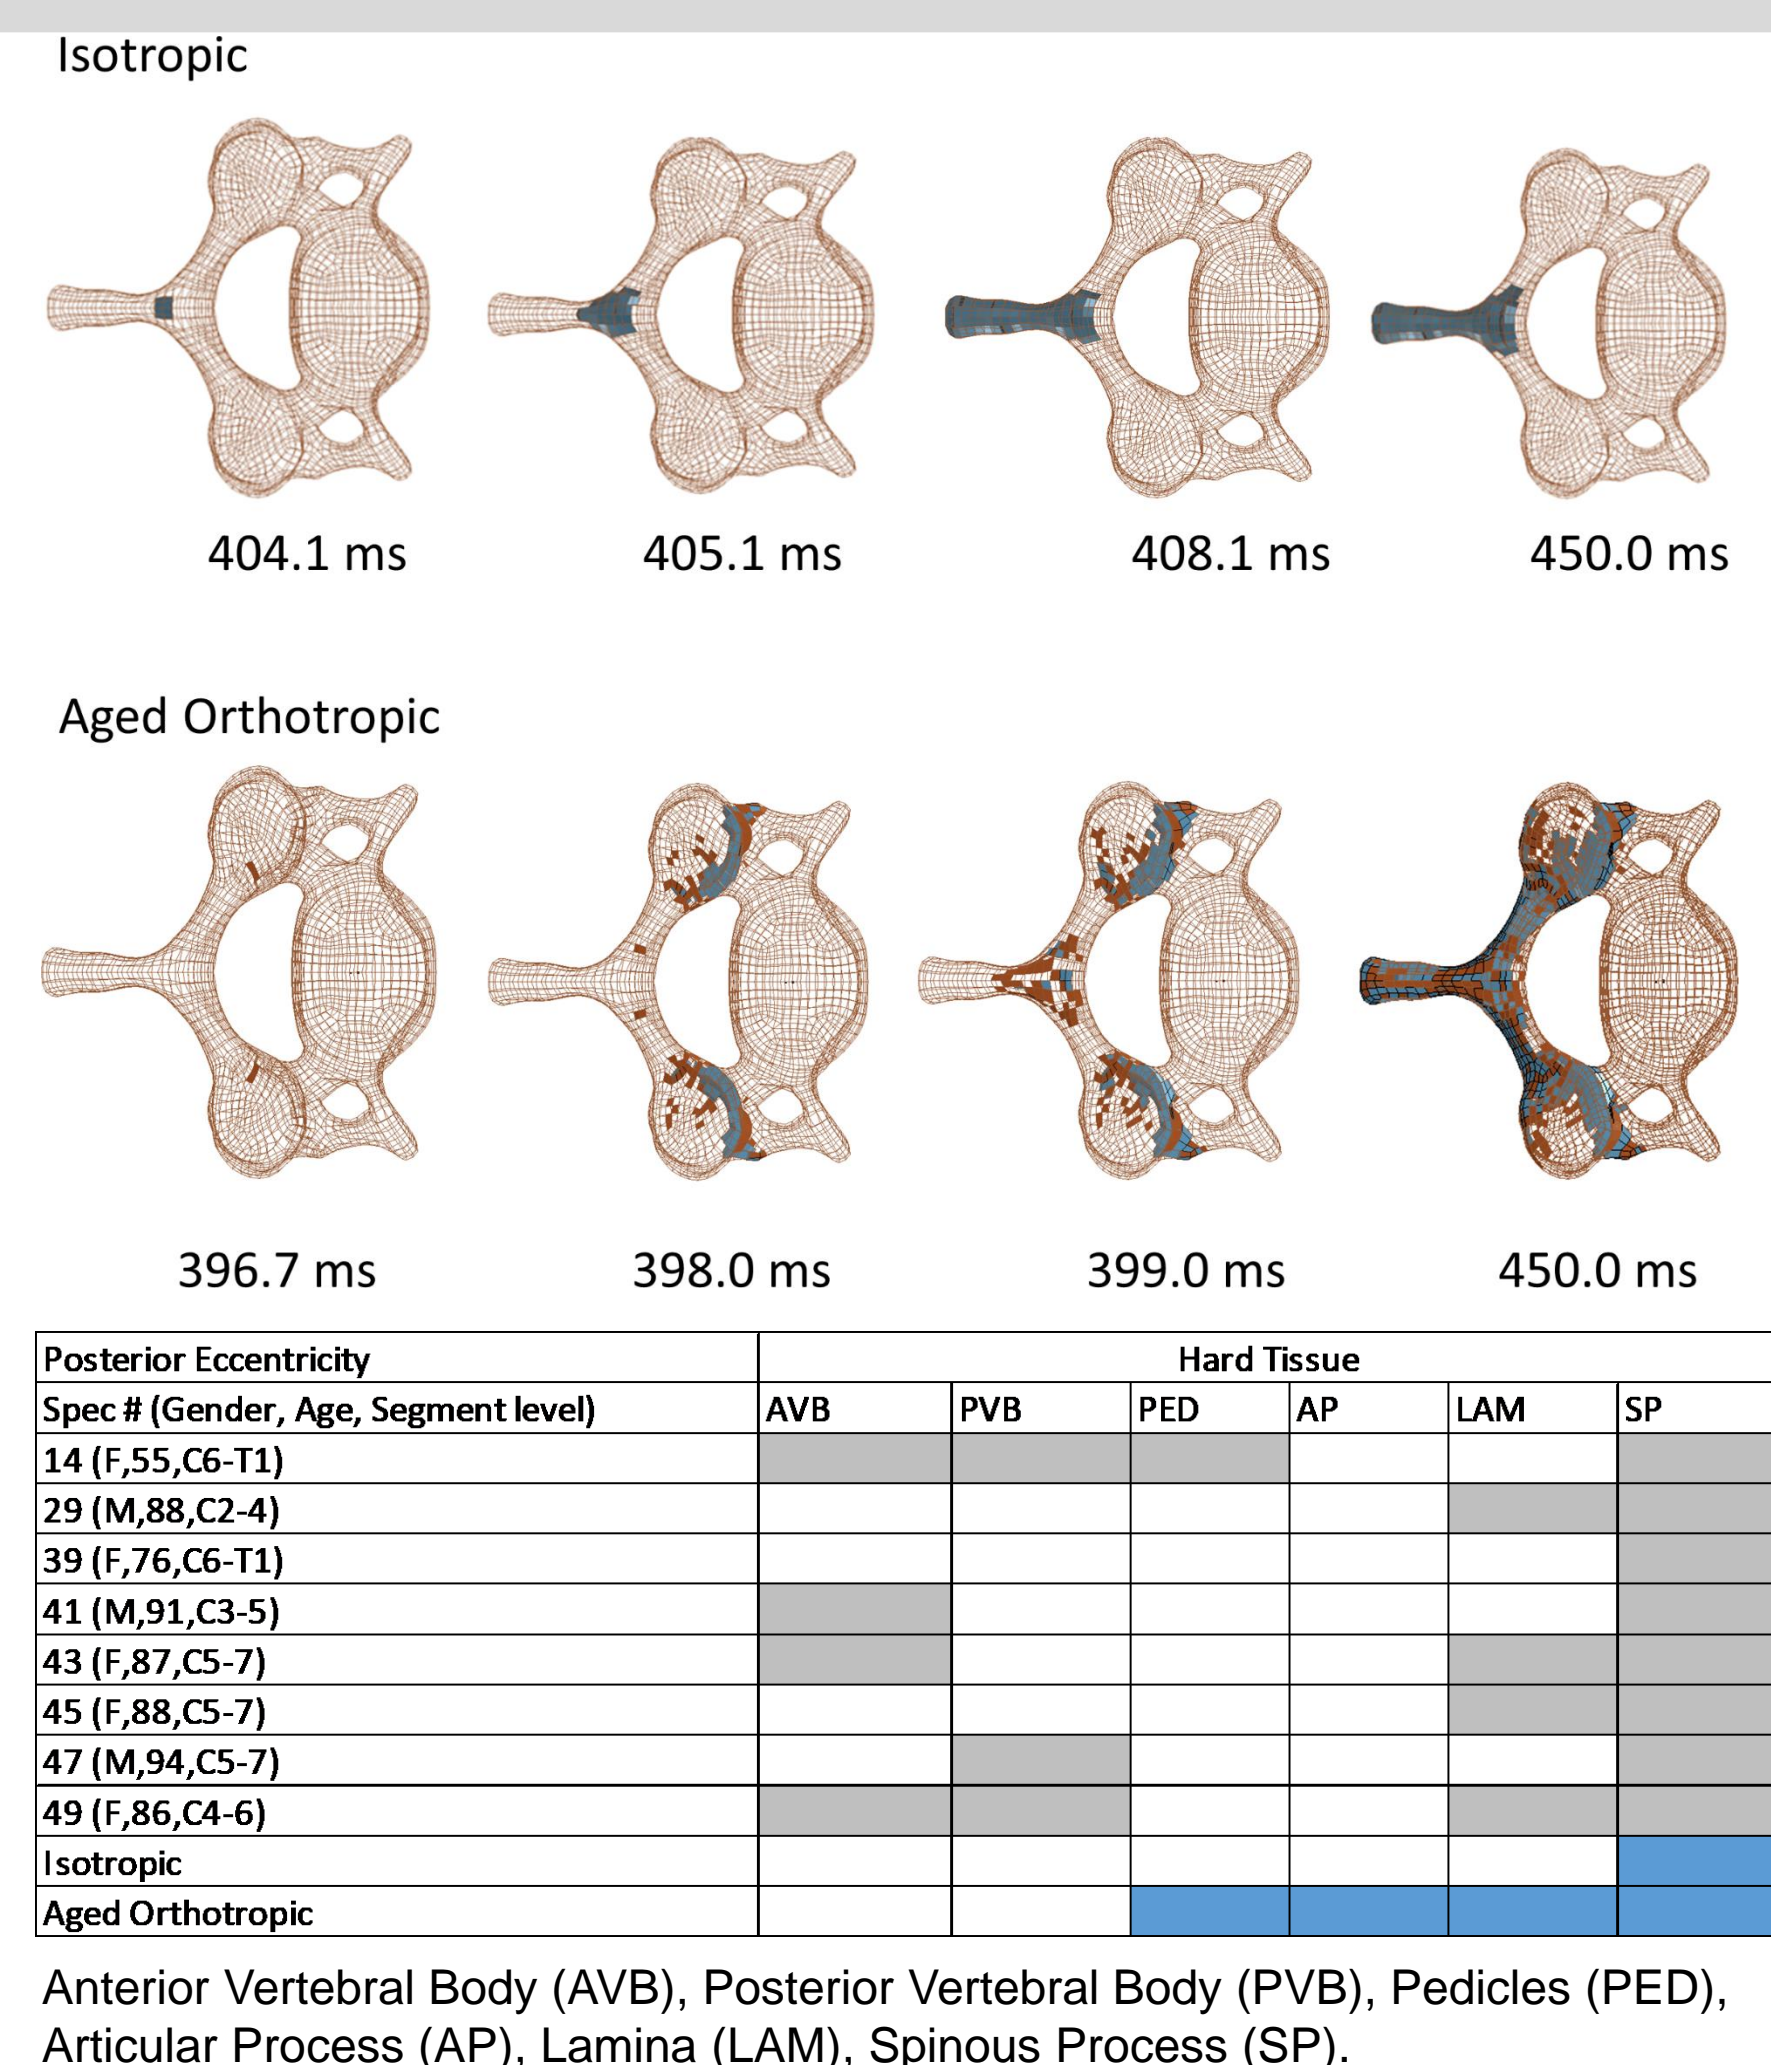 Isotropic
404.1 ms 405.1 ms 408.1 ms 450.0 ms
Aged Orthotropic
396.7 ms 398.0 ms 399.0 ms 450.0 ms
Posterior Eccentricity Hard Tissue
Spec # (Gender, Age, Segment level) AVB PVB PED AP LAM SP
14 (F,55,C6-T1)
29 (M,88,C2-4)
39 (F,76,C6-T1)
41 (M,91,C3-5)
43 (F,87,C5-7)
45 (F,88,C5-7)
47 (M,94,C5-7)
49 (F,86,C4-6)
Isotropic
Aged Orthotropic
Anterior Vertebral Body (AVB), Posterior Vertebral Body (PVB), Pedicles (PED),
Articular Process (AP), Lamina (LAM), Spinous Process (SP).